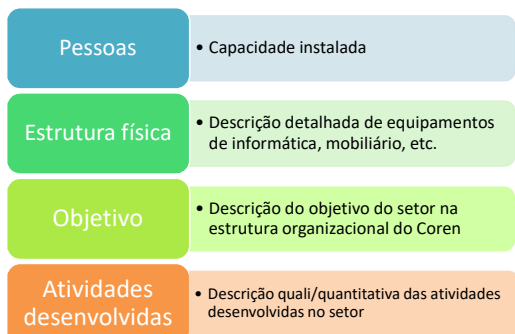 Pessoas
• Capacidade instalada
Estrutura física
• Descrição detalhada de equipamentos
de informática, mobiliário, etc.
Objetivo
• Descrição do objetivo do setor na
estrutura organizacional do Coren
Atividades
desenvolvidas
• Descrição quali/quantitativa das atividades
desenvolvidas no setor